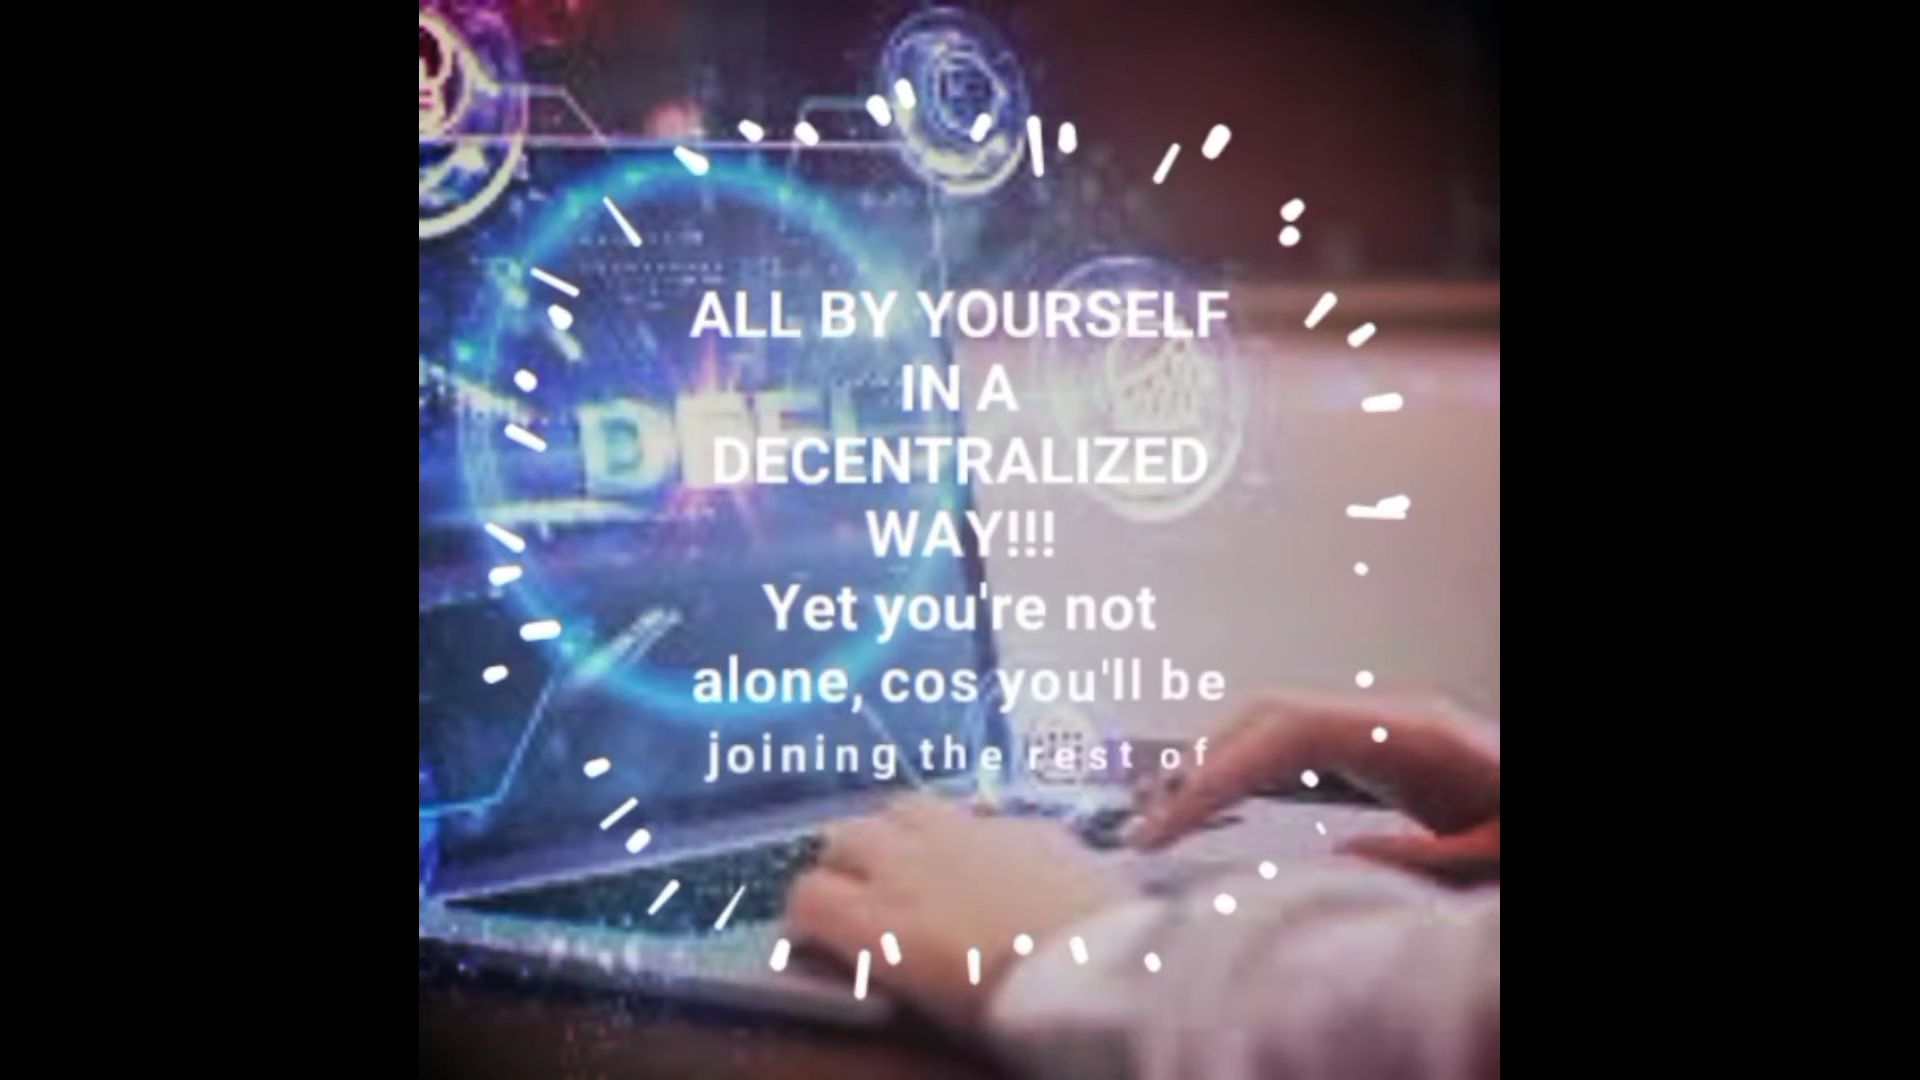 ALL BY YOURSELF
IN A
DECENTRALIZED
WAY!!!
Yet you're not
alone, cos you'll be
joining the rest of
DEFI